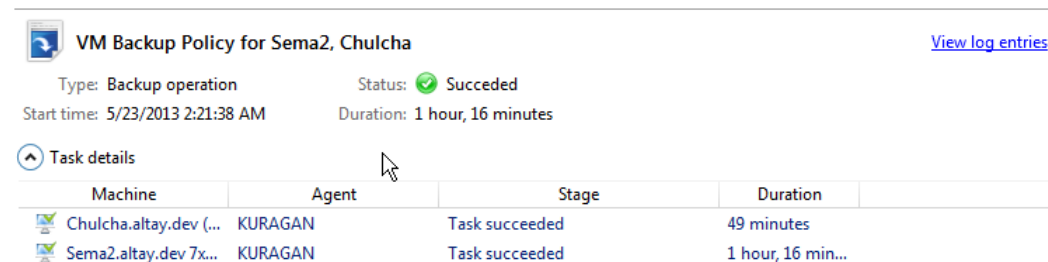 VM Backup Policy for Sema2, Chulcha
View log entries
Type: Backup operation Status: Succeded
Start time: 5/23/2013 2:21:38 AM Duration: 1 hour, 16 minutes
Task details
Machine Agent Stage Duration
Chulcha.altay.dev (... KURAGAN Task succeeded 49 minutes
Sema2.altay.dev 7x... KURAGAN Task succeeded 1 hour, 16 min...